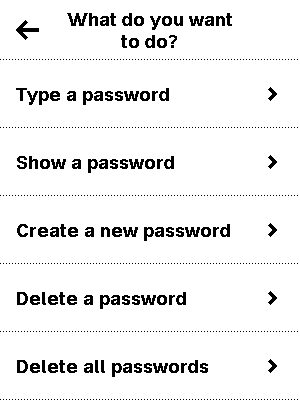 What do you want
to do?
Type a password
Show a password
Create a new password
Delete a password
Delete all passwords